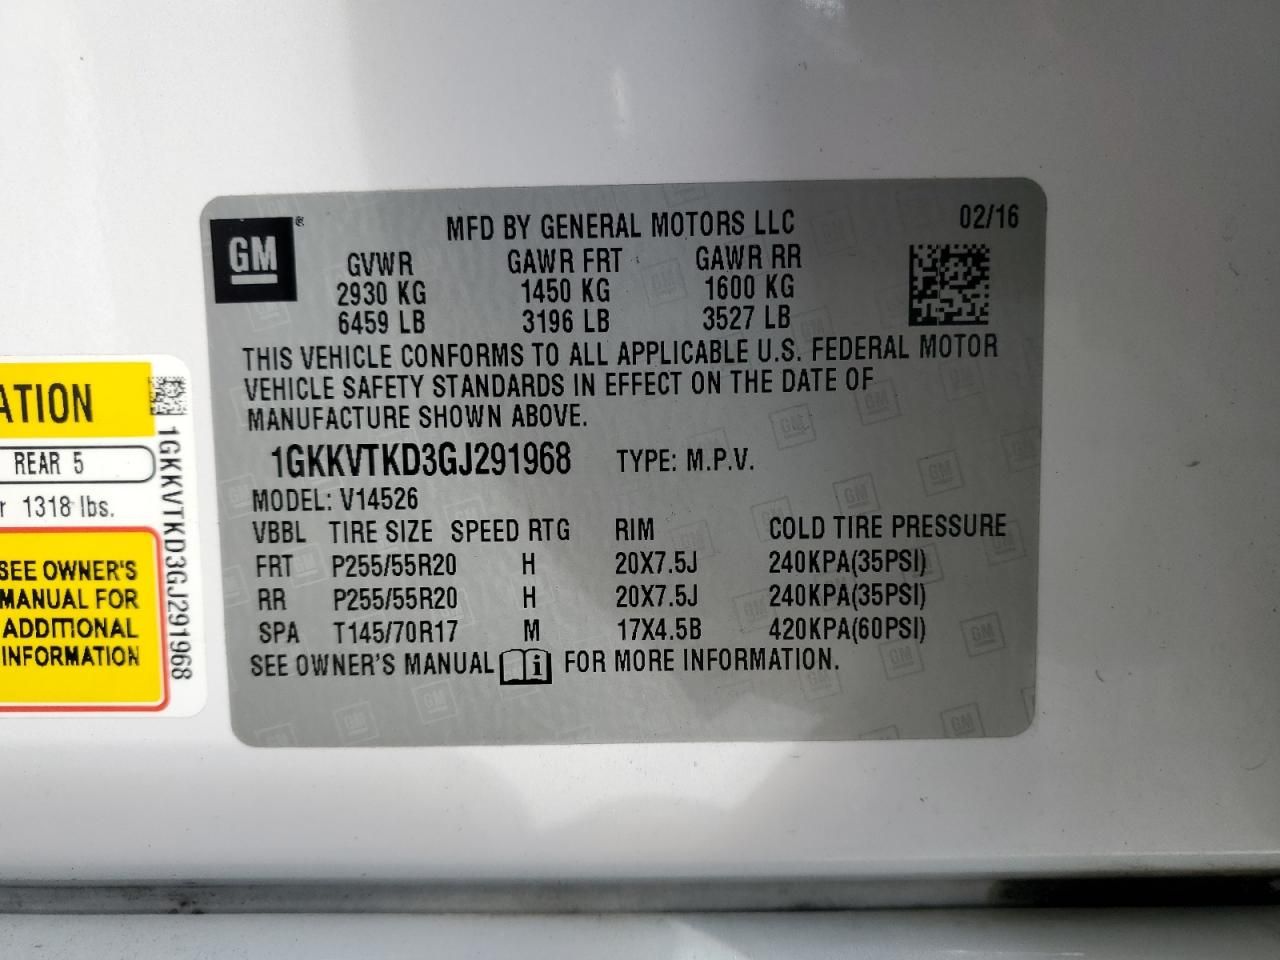 GM ®
MFD BY GENERAL MOTORS LLC 02/16
GVWR GAWR FRT GAWR RR
2930 KG 1450 KG 1600 KG
6459 LB 3196 LB 3527 LB
THIS VEHICLE CONFORMS TO ALL APPLICABLE U.S. FEDERAL MOTOR
VEHICLE SAFETY STANDARDS IN EFFECT ON THE DATE OF
MANUFACTURE SHOWN ABOVE.
1GKKVTKD3GJ291968 TYPE: M.P.V.
MODEL: V14526
VBBL TIRE SIZE SPEED RTG RIM COLD TIRE PRESSURE
FRT P255/55R20 H 20X7.5J 240KPA(35PSI)
RR P255/55R20 H 20X7.5J 240KPA(35PSI)
SPA T145/70R17 M 17X4.5B 420KPA(60PSI)
SEE OWNER'S MANUAL i FOR MORE INFORMATION.
ATION
REAR 5
r 1318 lbs.
SEE OWNER'S
MANUAL FOR
ADDITIONAL
INFORMATION
1GKKVTKD3GJ291968